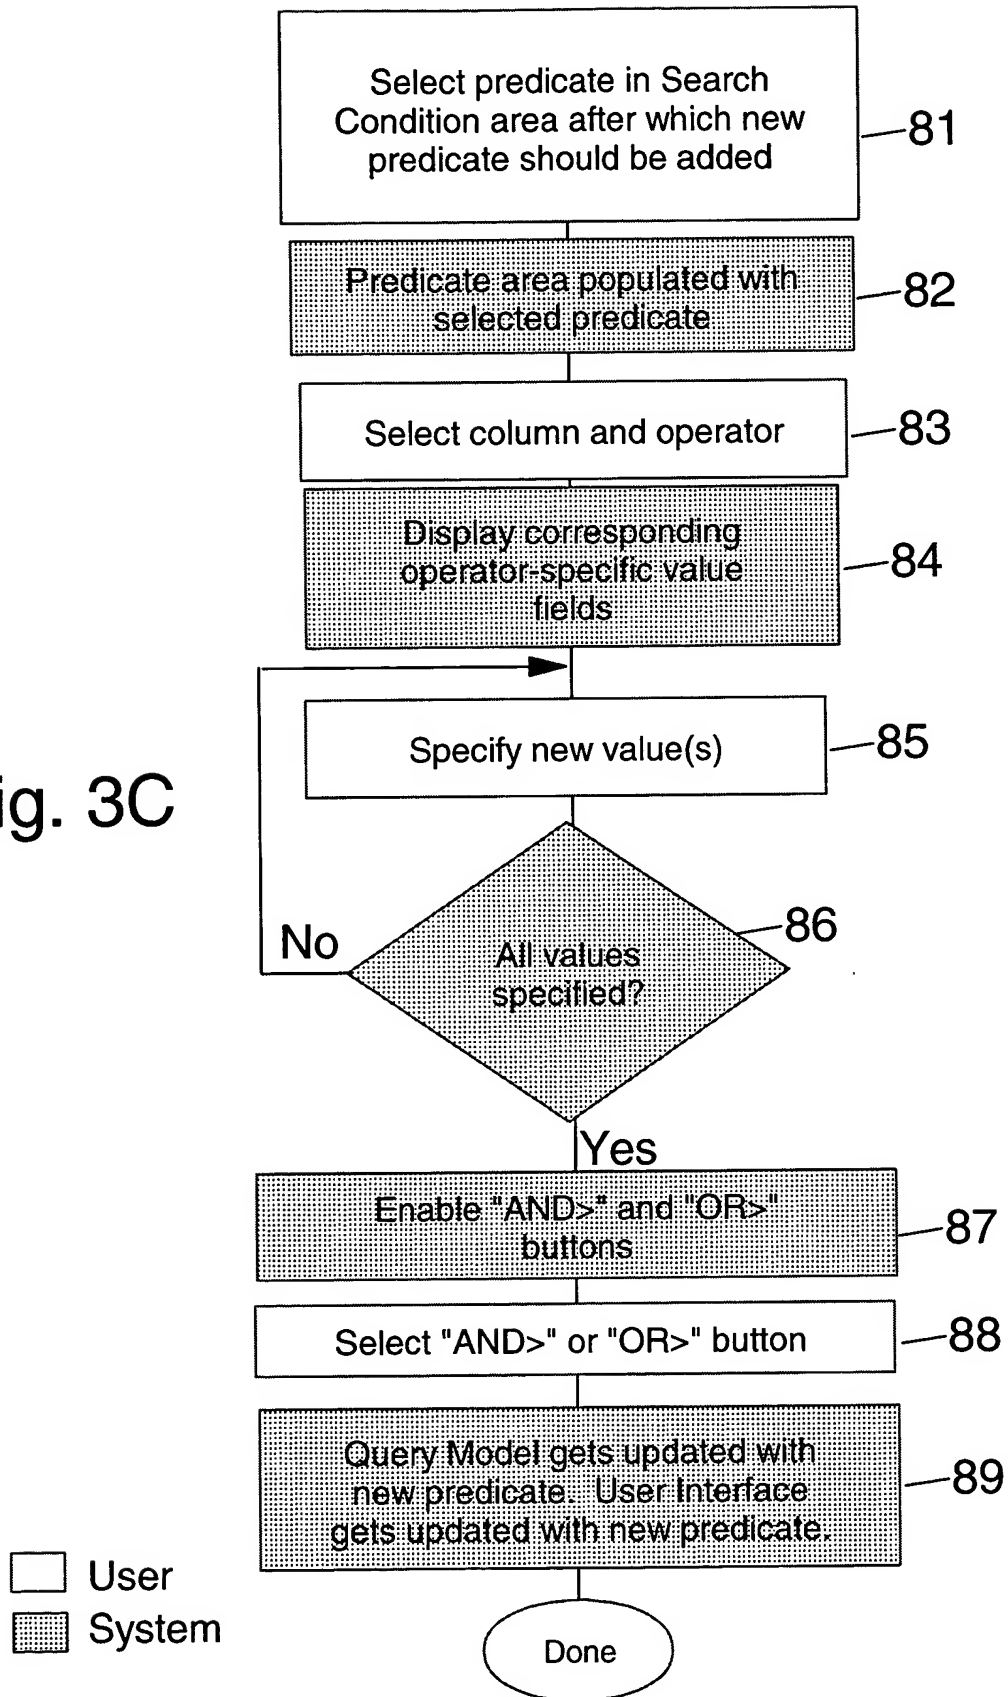 Select predicate in Search
Condition area after which new
predicate should be added
81
Predicate area populated with
selected predicate
82
Select column and operator
83
Display corresponding
operator-specific value
fields
84
Specify new value(s)
85
ig. 3C
All values
specified?
86
No
Yes
Enable "AND>" and "OR>"
buttons
87
Select "AND>" or "OR>" button
88
Query Model gets updated with
new predicate. User Interface
gets updated with new predicate.
89
User
System
Done